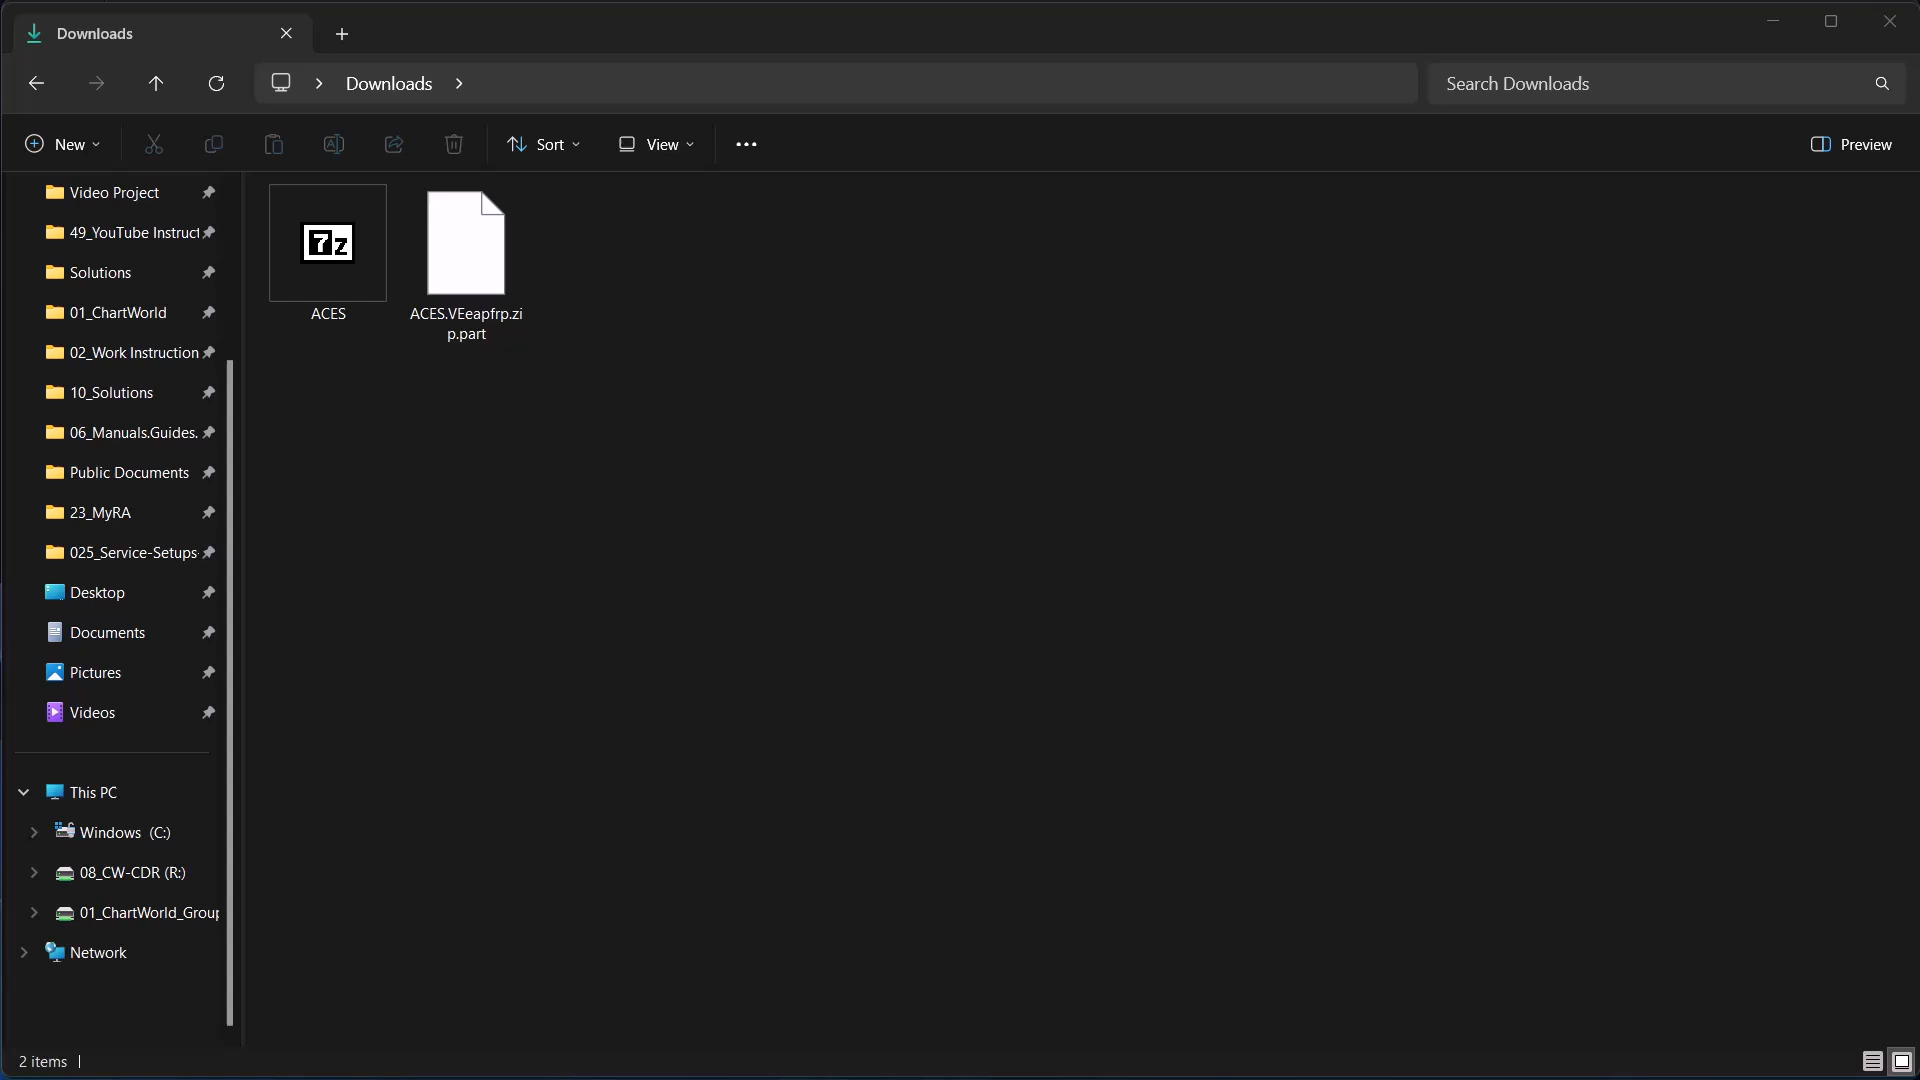 Downloads
Downloads
Search Downloads
New
Sort
View
Preview
Video Project
49_YouTube Instruct
Solutions
01_ChartWorld
02_Work Instruction
10_Solutions
06_Manuals.Guides.
Public Documents
23_MyRA
025_Service-Setups-
Desktop
Documents
Pictures
Videos
This PC
Windows (C:)
08_CW-CDR (R:)
01_ChartWorld_Group
Network
7z
ACES
ACES.VEeapfrp.zi
p.part
2 items